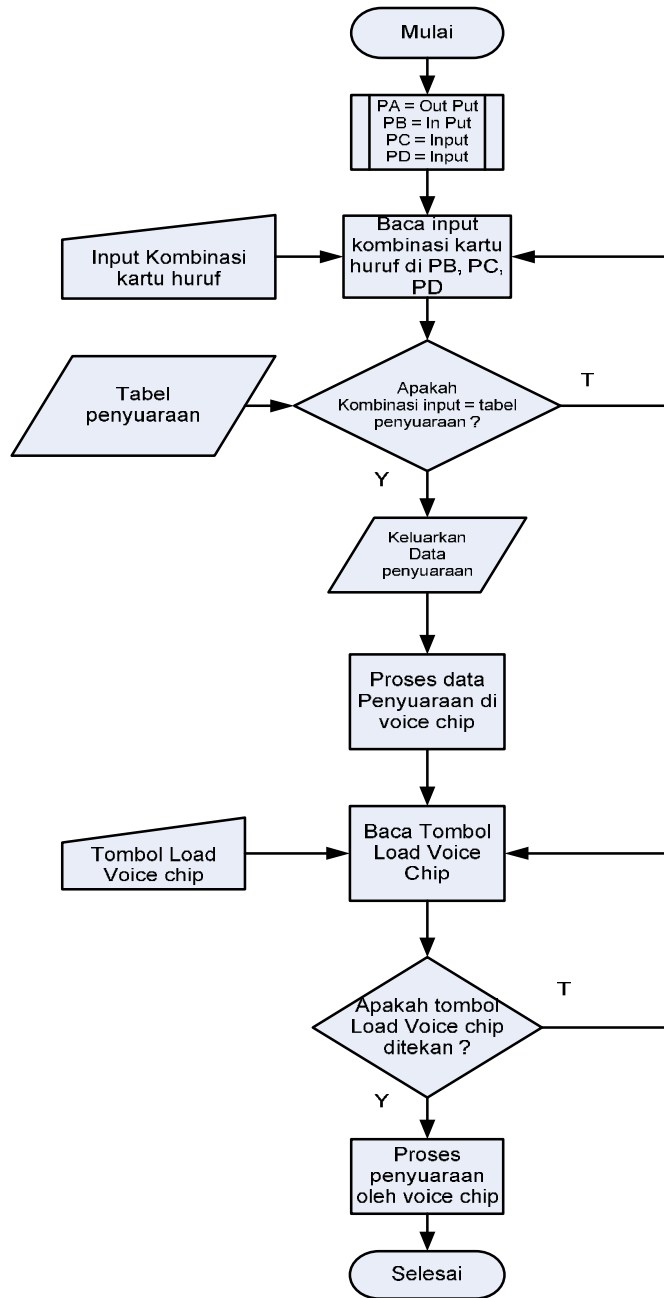 Mulai
PA = Out Put
PB = In Put
PC = Input
PD = Input
Baca input
kombinasi kartu
huruf di PB, PC,
PD
Input Kombinasi
kartu huruf
Tabel
penyuaraan
Apakah
Kombinasi input = tabel
penyuaraan ?
T
Y
Keluarkan
Data
penyuaraan
Proses data
Penyuaraan di
voice chip
Baca Tombol
Load Voice
Chip
Tombol Load
Voice chip
Apakah tombol
Load Voice chip
ditekan ?
T
Y
Proses
penyuaraan
oleh voice chip
Selesai